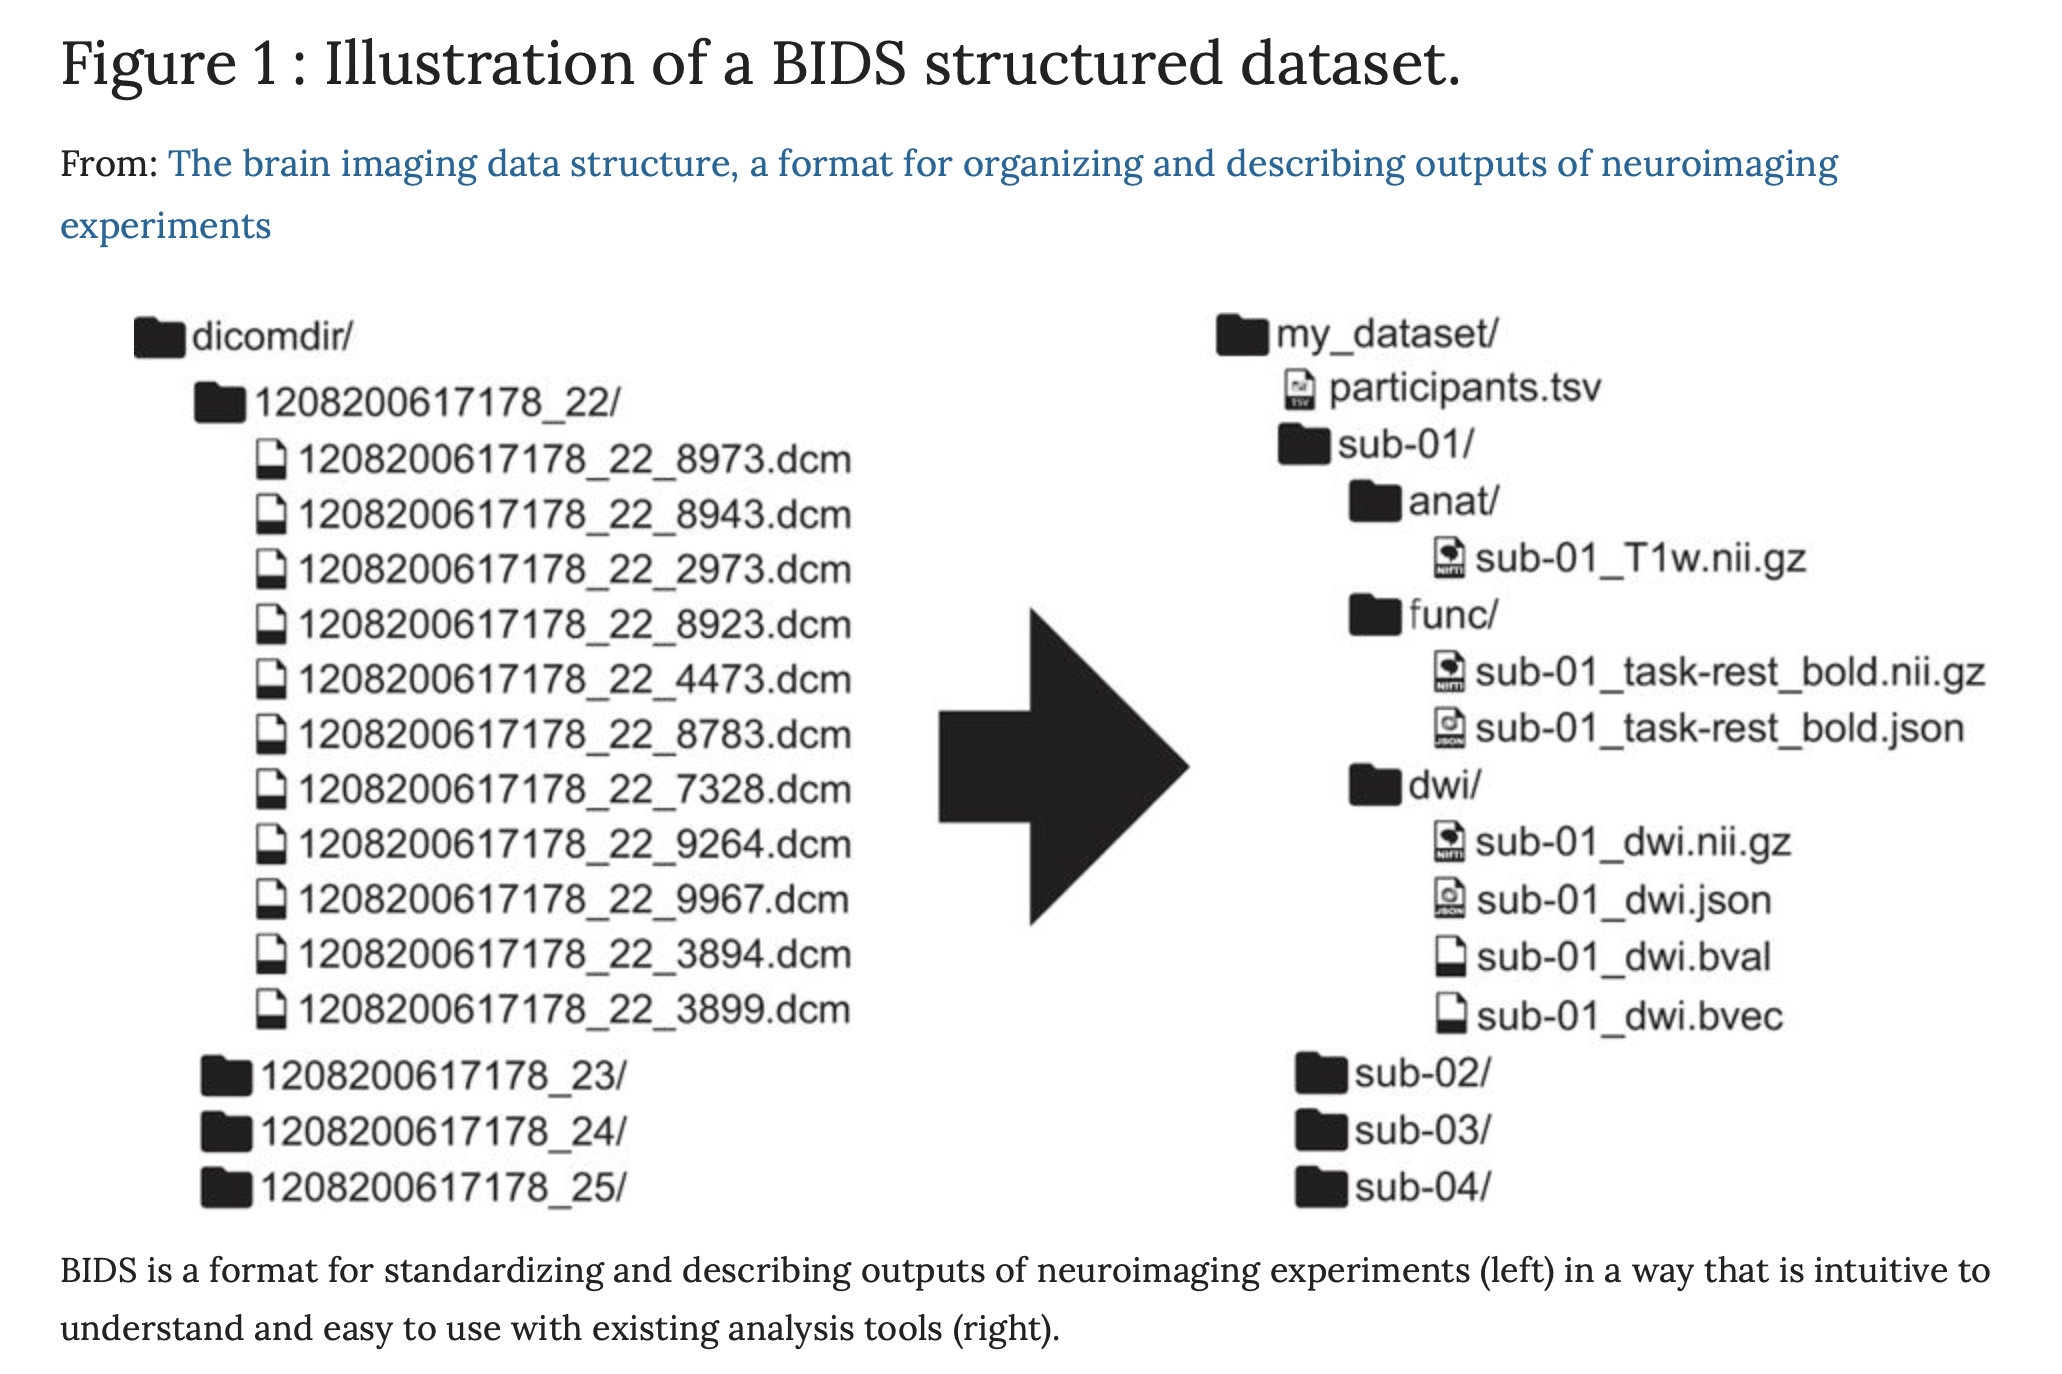 Figure 1 : Illustration of a BIDS structured dataset.
From: The brain imaging data structure, a format for organizing and describing outputs of neuroimaging
experiments
dicomdir/
1208200617178_22/
1208200617178_22_8973.dcm
1208200617178_22_8943.dcm
1208200617178_22_2973.dcm
1208200617178_22_8923.dcm
1208200617178_22_4473.dcm
1208200617178_22_8783.dcm
1208200617178_22_7328.dcm
1208200617178_22_9264.dcm
1208200617178_22_9967.dcm
1208200617178_22_3894.dcm
1208200617178_22_3899.dcm
1208200617178_23/
1208200617178_24/
1208200617178_25/
my_dataset/
TSV participants.tsv
sub-01/
anat/
NIfTI sub-01_T1w.nii.gz
func/
NIfTI sub-01_task-rest_bold.nii.gz
JSON sub-01_task-rest_bold.json
dwi/
NIfTI sub-01_dwi.nii.gz
JSON sub-01_dwi.json
sub-01_dwi.bval
sub-01_dwi.bvec
sub-02/
sub-03/
sub-04/
BIDS is a format for standardizing and describing outputs of neuroimaging experiments (left) in a way that is intuitive to
understand and easy to use with existing analysis tools (right).